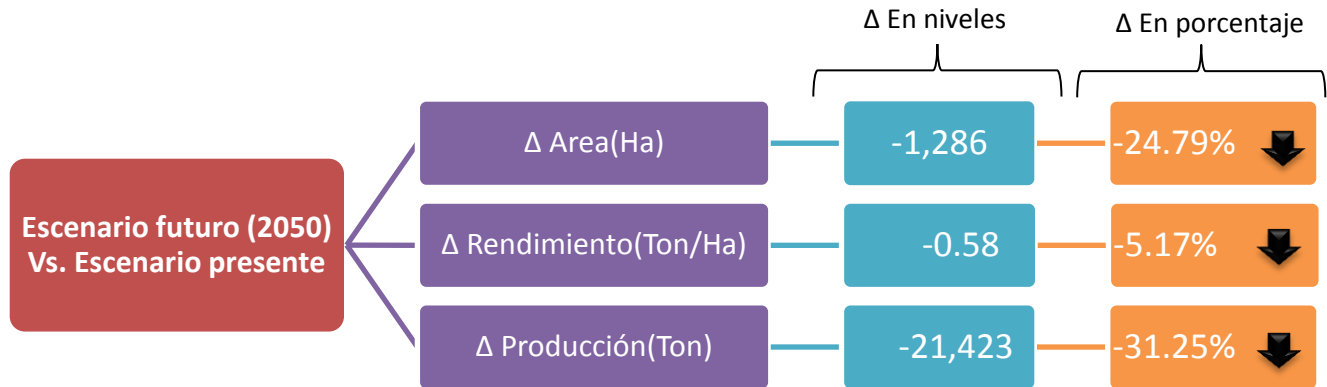 Δ En niveles
Δ En porcentaje
Escenario futuro (2050)
Vs. Escenario presente
Δ Area(Ha)
-1,286
-24.79%
Δ Rendimiento(Ton/Ha)
-0.58
-5.17%
Δ Producción(Ton)
-21,423
-31.25%